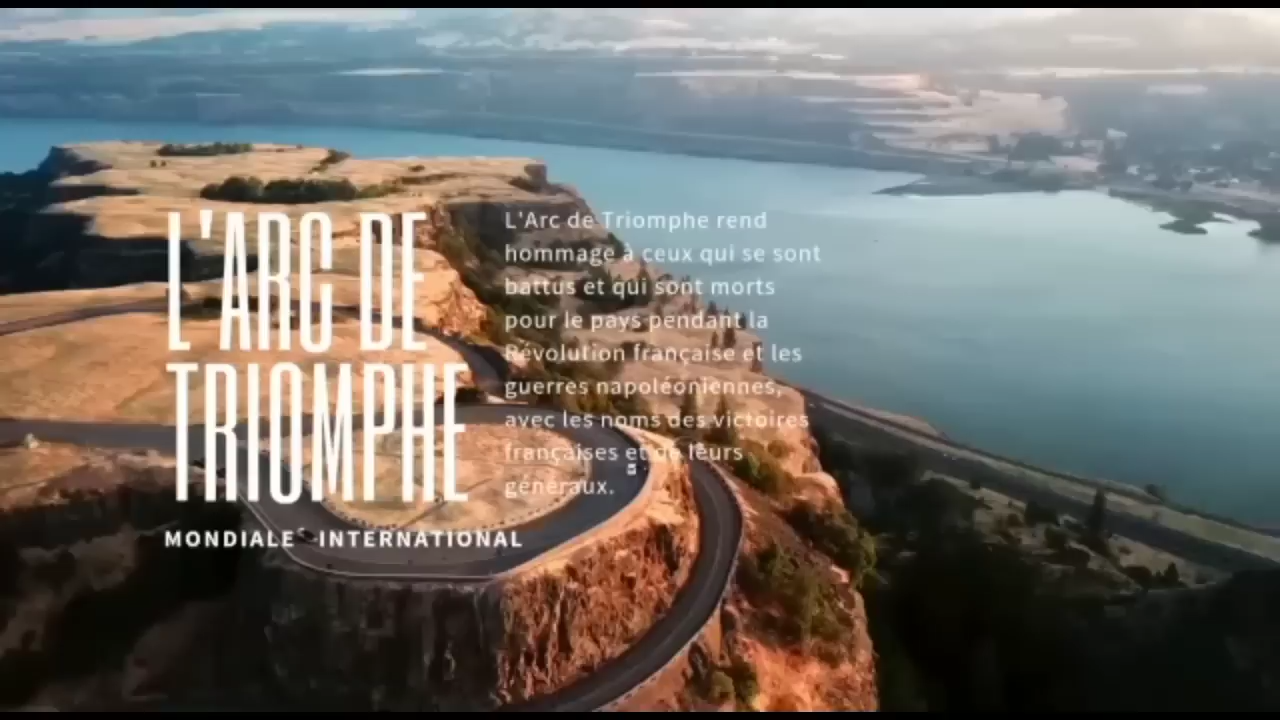 L'ARC DE
TRIOMPHE
MONDIALE INTERNATIONAL
L'Arc de Triomphe rend
hommage à ceux qui se sont
battus et qui sont morts
pour le pays pendant la
Révolution française et les
guerres napoléoniennes,
avec les noms des victoires
françaises et de leurs
généraux.